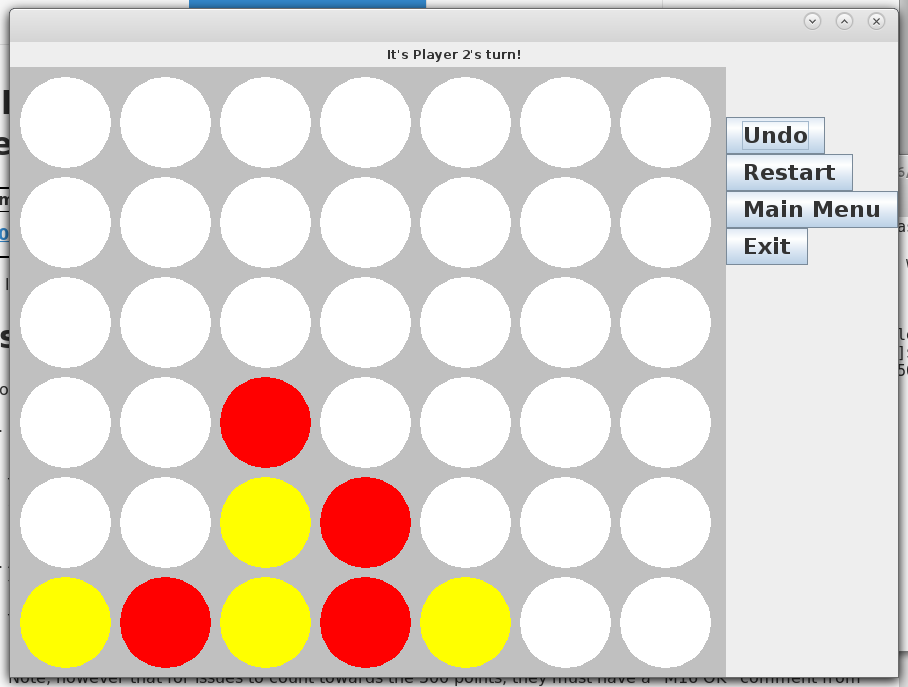 It's Player 2's turn!
Undo
Restart
Main Menu
Exit
Note, however that for issues to count towards the 500 points, they must have a "M16 OK" comment from